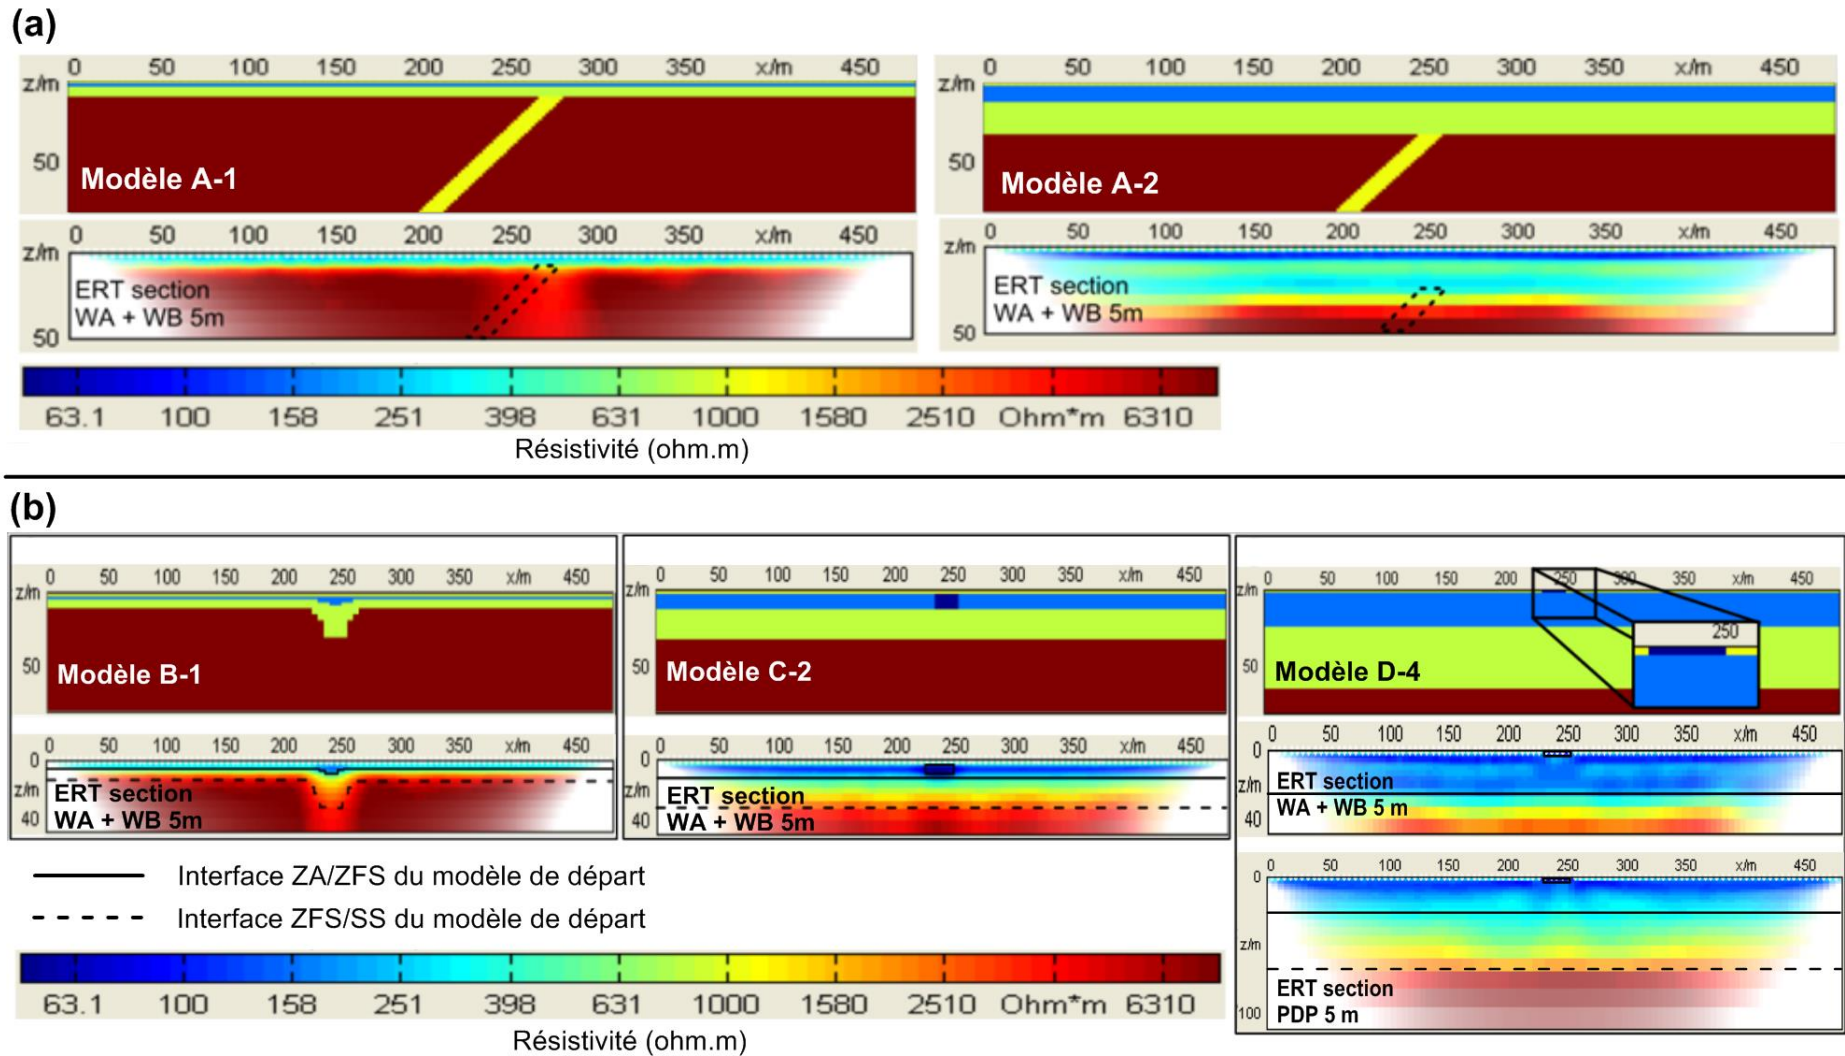 (a)
0 50 100 150 200 250 300 350 x/m 450
z/m
50
Modèle A-1
0 50 100 150 200 250 300 350 x/m 450
z/m
50
Modèle A-2
0 50 100 150 200 250 300 350 x/m 450
z/m
ERT section
WA + WB 5m
50
0 50 100 150 200 250 300 350 x/m 450
z/m
ERT section
WA + WB 5m
50
63.1 100 158 251 398 631 1000 1580 2510 Ohm*m 6310
Résistivité (ohm.m)
(b)
0 50 100 150 200 250 300 350 x/m 450
z/m
50
Modèle B-1
0 50 100 150 200 250 300 350 x/m 450
0
z/m
ERT section
WA + WB 5m
40
0 50 100 150 200 250 300 350 x/m 450
z/m
50
Modèle C-2
0 50 100 150 200 250 300 350 x/m 450
0
z/m
ERT section
WA + WB 5m
40
0 50 100 150 200 250 300 350 x/m 450
z/m
250
50
Modèle D-4
0 50 100 150 200 250 300 350 x/m 450
0
z/m
ERT section
WA + WB 5 m
40
0 50 100 150 200 250 300 350 x/m 450
0
z/m
ERT section
PDP 5 m
100
Interface ZA/ZFS du modèle de départ
Interface ZFS/SS du modèle de départ
63.1 100 158 251 398 631 1000 1580 2510 Ohm*m 6310
Résistivité (ohm.m)